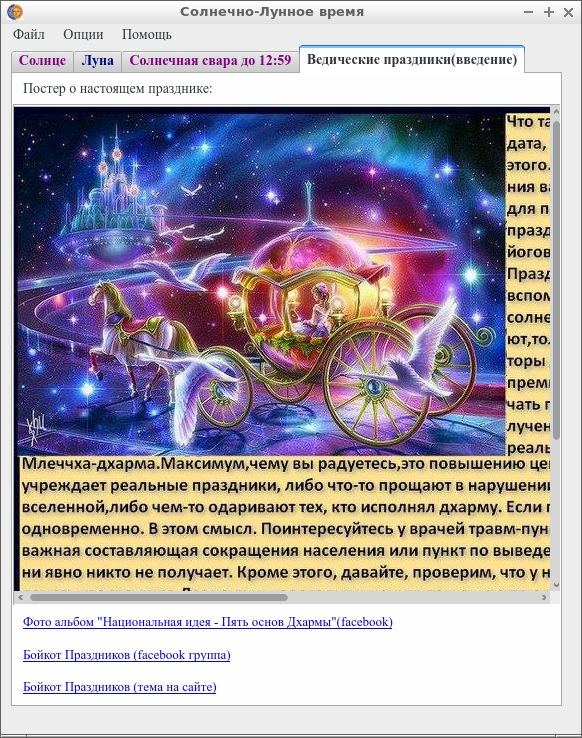 Солнечно-Лунное время
Файл Опции Помощь
Солнце Луна Солнечная свара до 12:59 Ведические праздники(введение)
Постер о настоящем празднике:
Что та
дата,
этого.
ния ва
для п
празд
йогов
Празд
вспом
солне
ют,тол
торы
преми
чать п
лучен
реаль
Млеччха-дхарма.Максимум,чему вы радуетесь,это повышению це
учреждает реальные праздники, либо что-то прощают в нарушении
вселенной,либо чем-то одаривают тех, кто исполнял дхарму. Если п
одновременно. В этом смысл. Поинтересуйтесь у врачей травм-пун
важная составляющая сокращения населения или пункт по выведе
ни явно никто не получает. Кроме этого, давайте, проверим, что у н
Фото альбом "Национальная идея - Пять основ Дхармы"(facebook)
Бойкот Праздников (facebook группа)
Бойкот Праздников (тема на сайте)